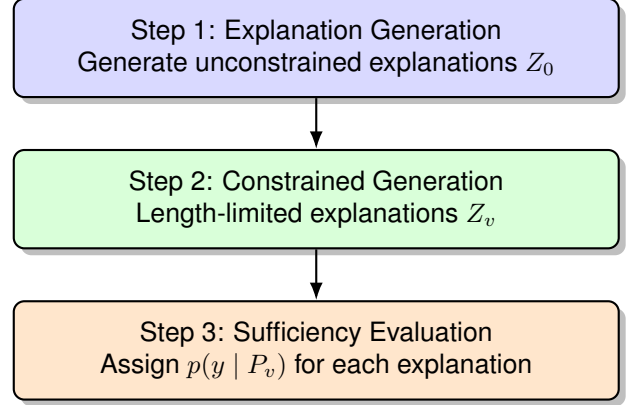 Step 1: Explanation Generation
Generate unconstrained explanations Z₀
Step 2: Constrained Generation
Length-limited explanations Zᵥ
Step 3: Sufficiency Evaluation
Assign p(y | Pᵥ) for each explanation